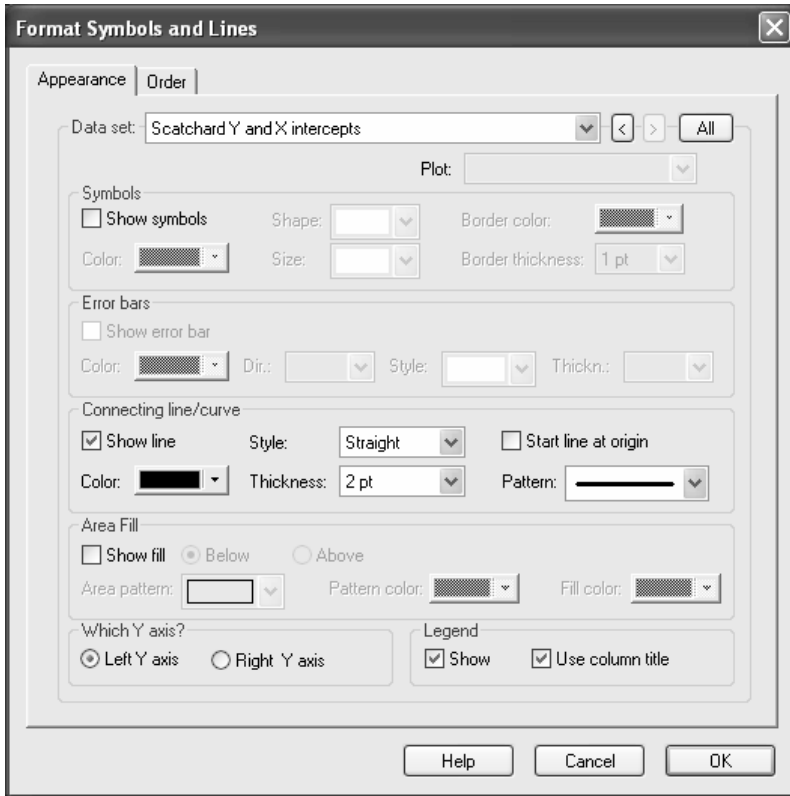 Format Symbols and Lines
Appearance
Order
Data set: Scatchard Y and X intercepts < > All
Plot:
Symbols
Show symbols Shape: Border color:
Color: Size: Border thickness: 1 pt
Error bars
Show error bar
Color: Dir.: Style: Thickn.:
Connecting line/curve
Show line Style: Straight Start line at origin
Color: Thickness: 2 pt Pattern:
Area Fill
Show fill Below Above
Area pattern: Pattern color: Fill color:
Which Y axis?
Left Y axis Right Y axis
Legend
Show Use column title
Help Cancel OK